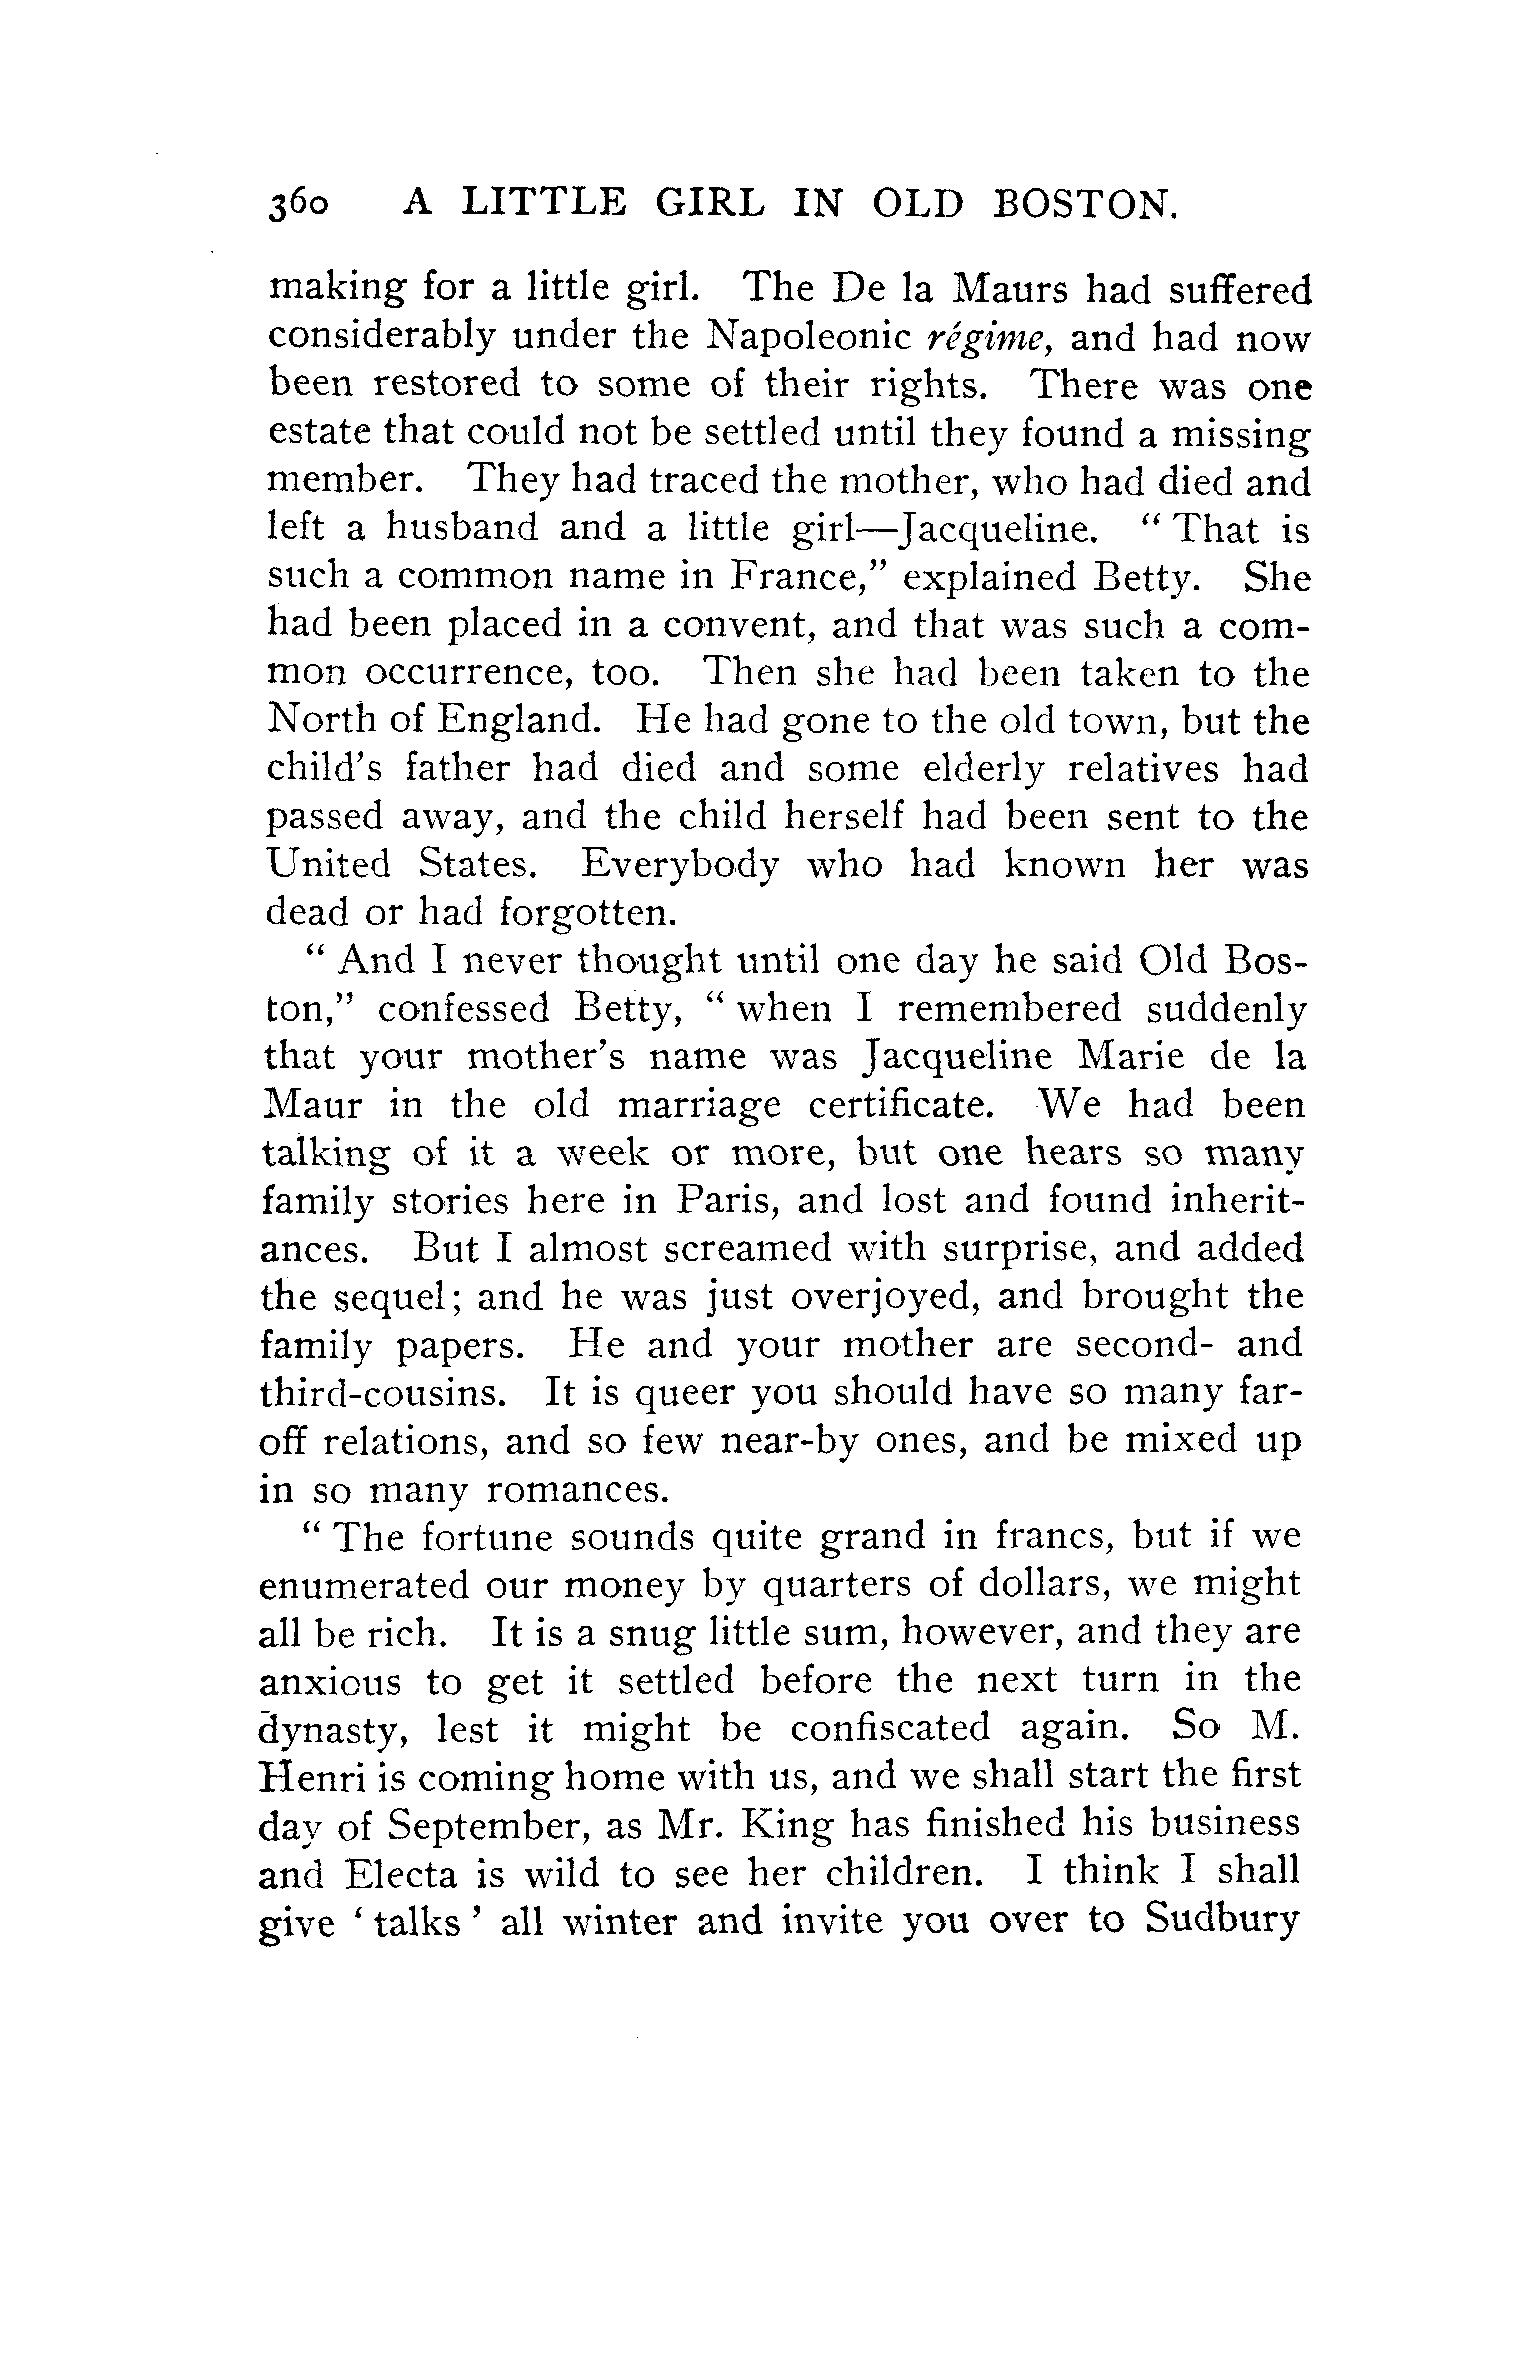 360 A LITTLE GIRL IN OLD BOSTON.
making for a little girl. The De la Maurs had suffered
considerably under the Napoleonic régime, and had now
been restored to some of their rights. There was one
estate that could not be settled until they found a missing
member. They had traced the mother, who had died and
left a husband and a little girl—Jacqueline. “ That is
such a common name in France,” explained Betty. She
had been placed in a convent, and that was such a com-
mon occurrence, too. Then she had been taken to the
North of England. He had gone to the old town, but the
child’s father had died and some elderly relatives had
passed away, and the child herself had been sent to the
United States. Everybody who had known her was
dead or had forgotten.
“ And I never thought until one day he said Old Bos-
ton,” confessed Betty, “ when I remembered suddenly
that your mother’s name was Jacqueline Marie de la
Maur in the old marriage certificate. We had been
talking of it a week or more, but one hears so many
family stories here in Paris, and lost and found inherit-
ances. But I almost screamed with surprise, and added
the sequel; and he was just overjoyed, and brought the
family papers. He and your mother are second- and
third-cousins. It is queer you should have so many far-
off relations, and so few near-by ones, and be mixed up
in so many romances.
“ The fortune sounds quite grand in francs, but if we
enumerated our money by quarters of dollars, we might
all be rich. It is a snug little sum, however, and they are
anxious to get it settled before the next turn in the
dynasty, lest it might be confiscated again. So M.
Henri is coming home with us, and we shall start the first
day of September, as Mr. King has finished his business
and Electa is wild to see her children. I think I shall
give ‘ talks ’ all winter and invite you over to Sudbury